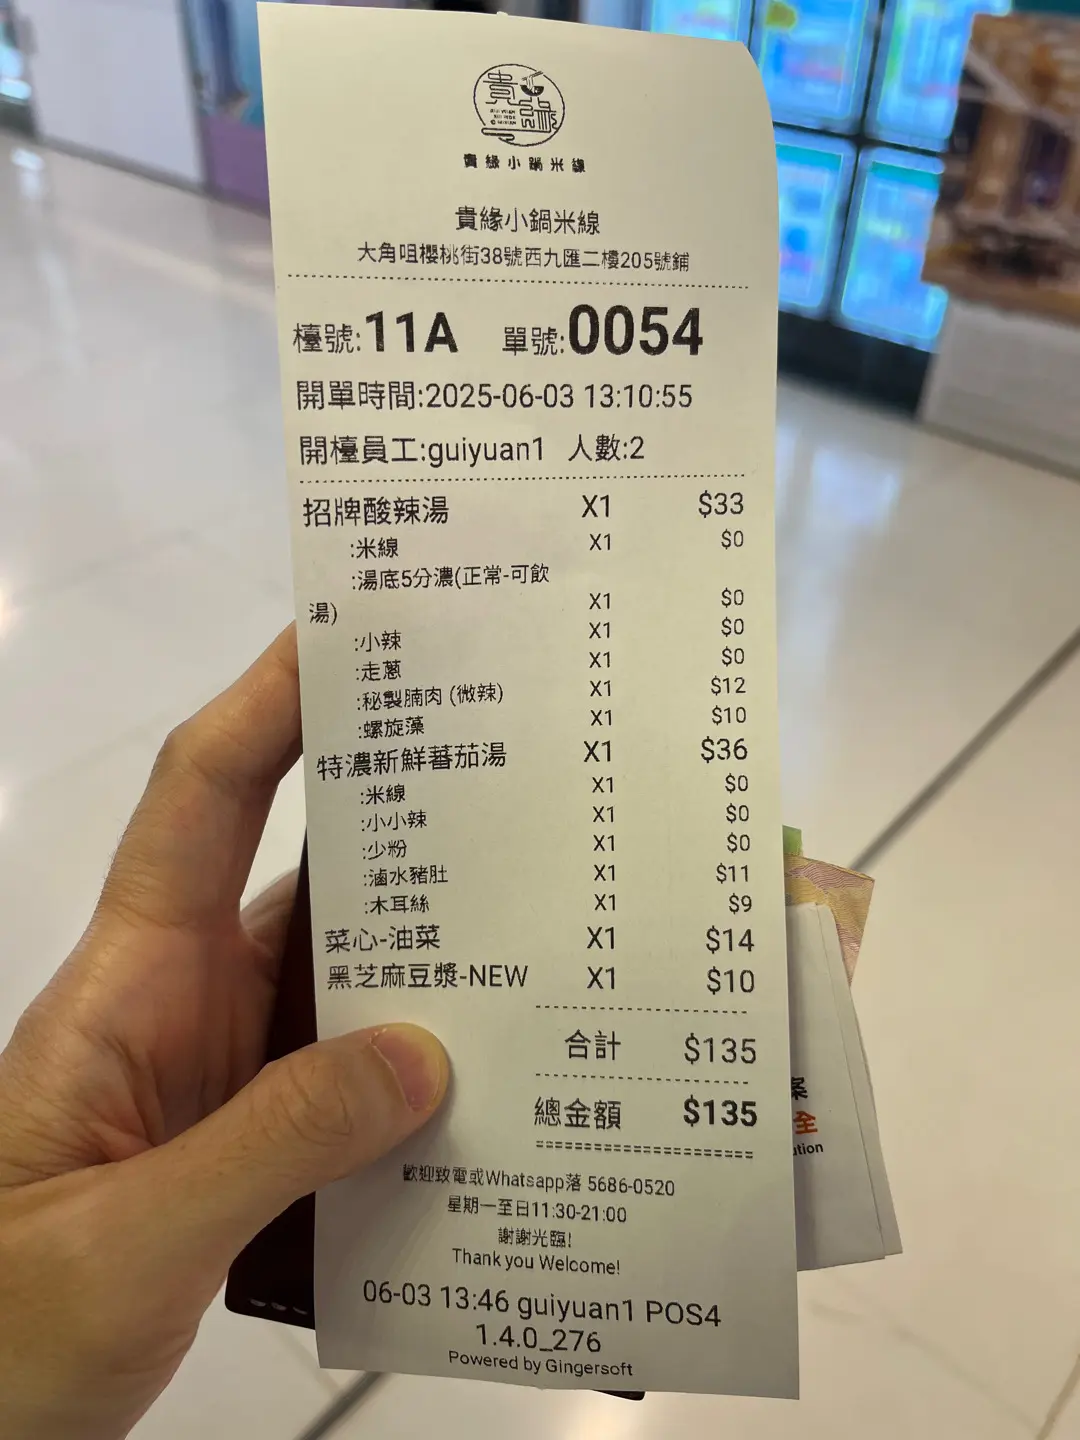 貴緣
貴緣小鍋米線
貴緣小鍋米線
大角咀櫻桃街38號西九匯二樓205號鋪
檯號:11A 單號:0054
開單時間:2025-06-03 13:10:55
開檯員工:guiyuan1 人數:2
招牌酸辣湯 X1 $33
:米線 X1 $0
:湯底5分濃(正常-可飲
湯) X1 $0
:小辣 X1 $0
:走蔥 X1 $0
:秘製腩肉 (微辣) X1 $12
:螺旋藻 X1 $10
特濃新鮮蕃茄湯 X1 $36
:米線 X1 $0
:小小辣 X1 $0
:少粉 X1 $0
:滷水豬肚 X1 $11
:木耳絲 X1 $9
菜心-油菜 X1 $14
黑芝麻豆漿-NEW X1 $10
合計 $135
總金額 $135
歡迎致電或Whatsapp落 5686-0520
星期一至日11:30-21:00
謝謝光臨!
Thank you Welcome!
06-03 13:46 guiyuan1 POS4
1.4.0_276
Powered by Gingersoft
案
全
ution